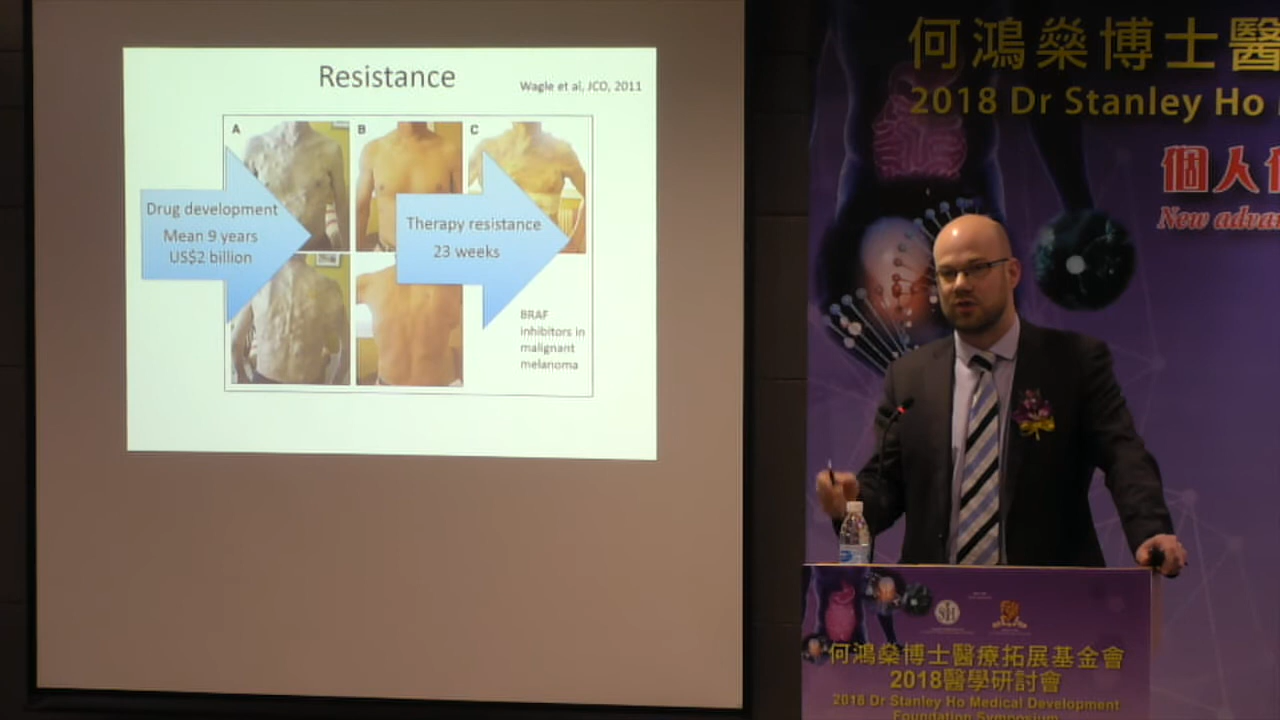 Resistance
Wagle et al, JCO, 2011
A
B
C
Drug development
Mean 9 years
US$2 billion
Therapy resistance
23 weeks
BRAF
inhibitors in
malignant
melanoma
何鴻燊博士醫
2018 Dr Stanley Ho
個人
New advan
何鴻燊博士醫療拓展基金會
2018醫學研討會
2018 Dr Stanley Ho Medical Development
Foundation Symposium